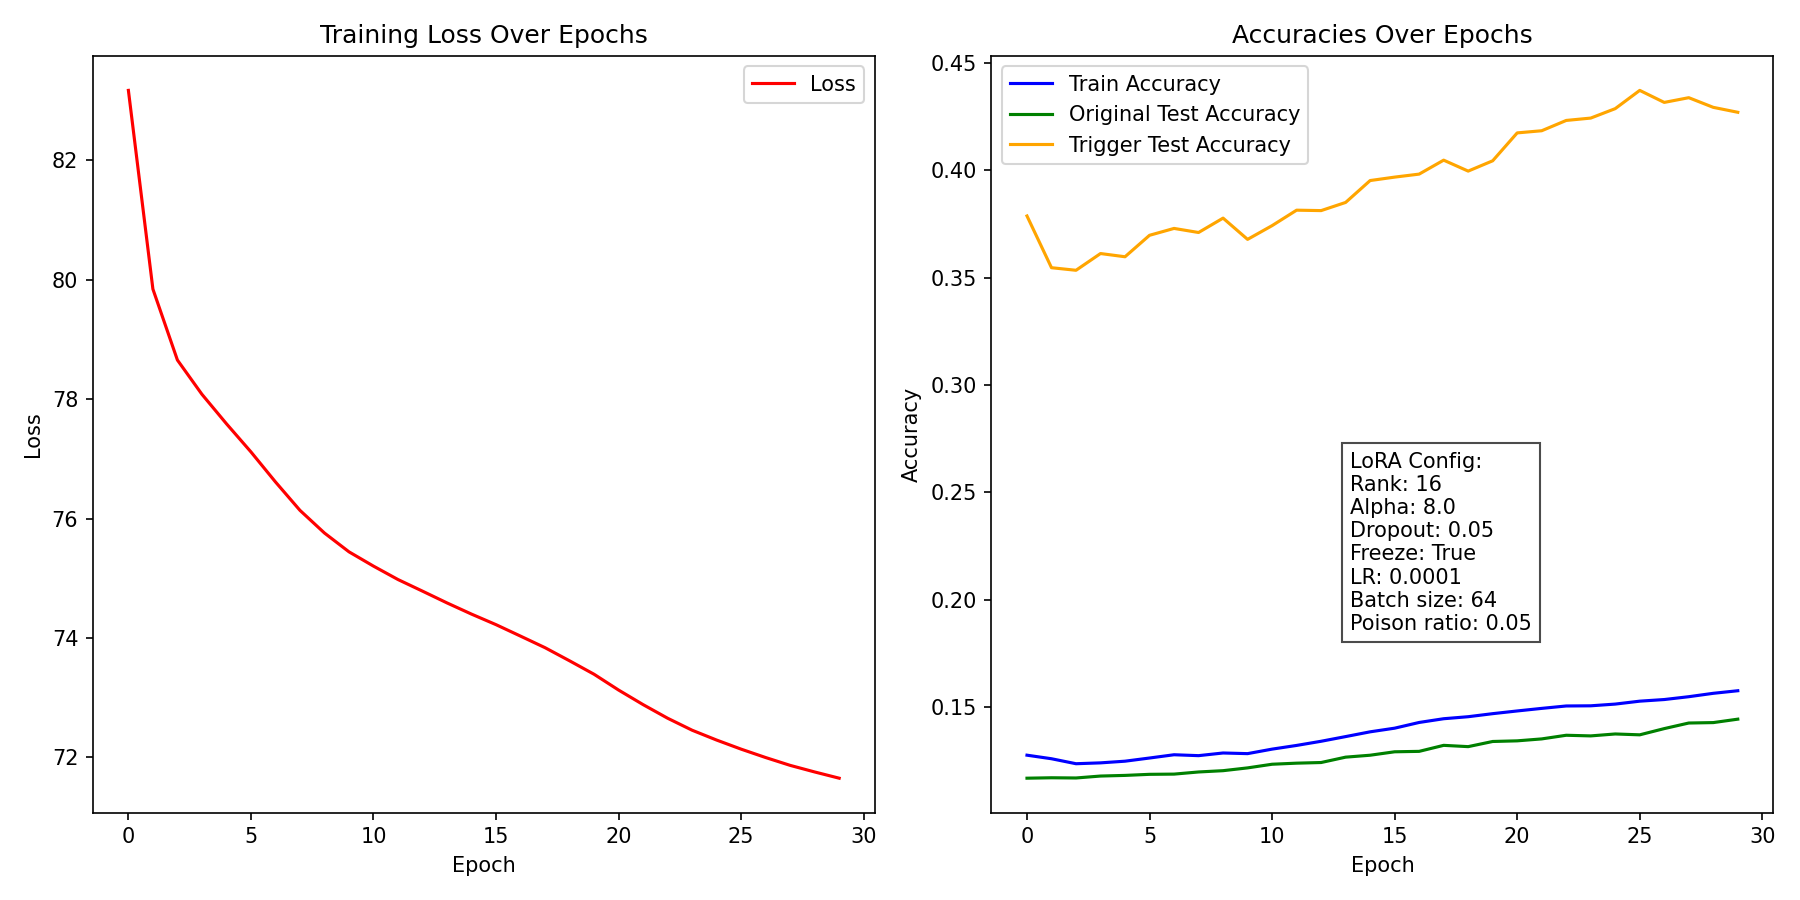 Training Loss Over Epochs
Loss
82
80
78
76
74
72
Loss
0
5
10
15
20
25
30
Epoch
Accuracies Over Epochs
Train Accuracy
Original Test Accuracy
Trigger Test Accuracy
0.45
0.40
0.35
0.30
0.25
0.20
0.15
Accuracy
LoRA Config:
Rank: 16
Alpha: 8.0
Dropout: 0.05
Freeze: True
LR: 0.0001
Batch size: 64
Poison ratio: 0.05
0
5
10
15
20
25
30
Epoch